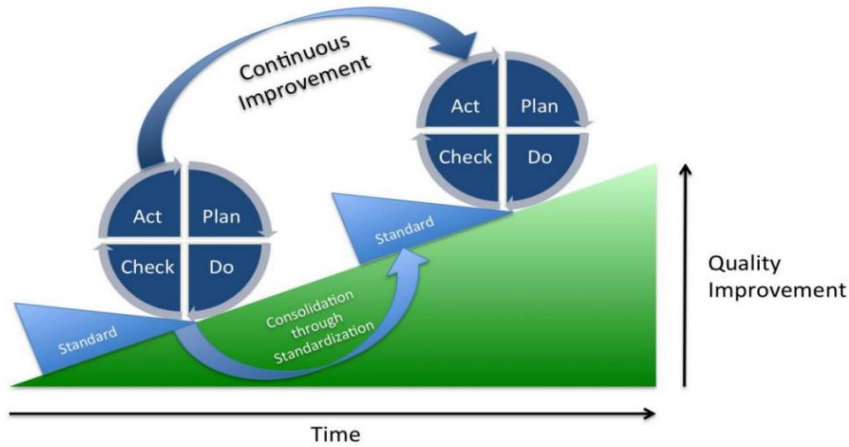 Continuous
Improvement
Act
Plan
Check
Do
Act
Plan
Check
Do
Standard
Standard
Consolidation
through
Standardization
Quality
Improvement
Time